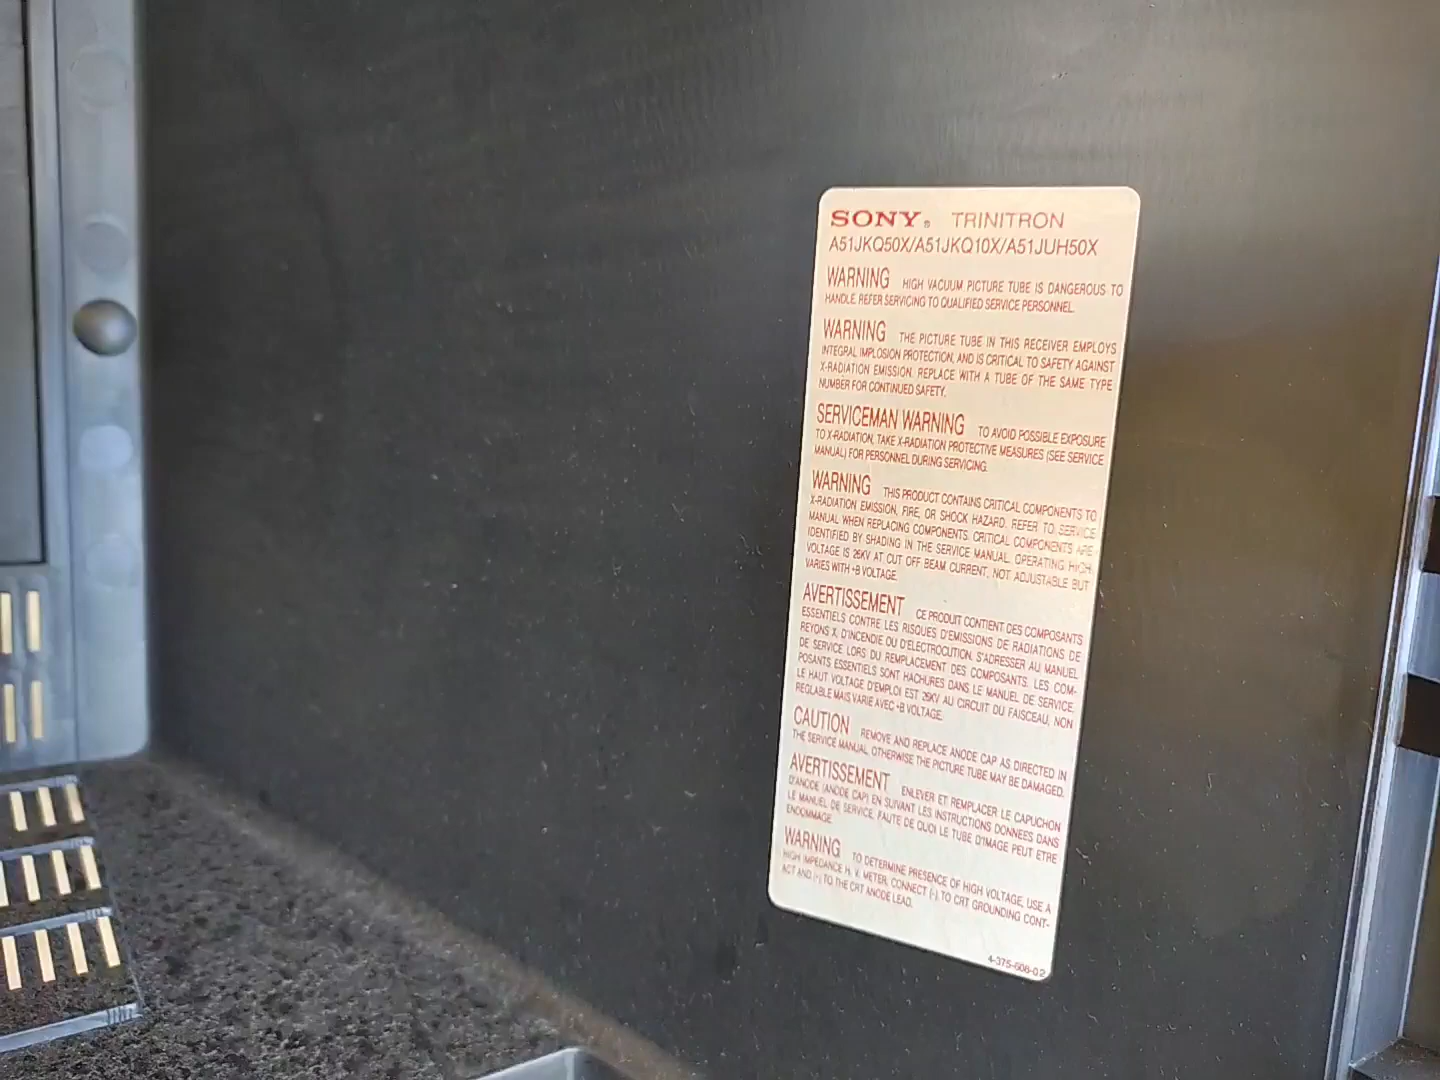 SONY® TRINITRON
A51JKQ50X/A51JKQ10X/A51JUH50X
WARNING HIGH VACUUM PICTURE TUBE IS DANGEROUS TO
HANDLE. REFER SERVICING TO QUALIFIED SERVICE PERSONNEL.
WARNING THE PICTURE TUBE IN THIS RECEIVER EMPLOYS
INTEGRAL IMPLOSION PROTECTION, AND IS CRITICAL TO SAFETY AGAINST
X-RADIATION EMISSION. REPLACE WITH A TUBE OF THE SAME TYPE
NUMBER FOR CONTINUED SAFETY.
SERVICEMAN WARNING TO AVOID POSSIBLE EXPOSURE
TO X-RADIATION, TAKE X-RADIATION PROTECTIVE MEASURES (SEE SERVICE
MANUAL) FOR PERSONNEL DURING SERVICING.
WARNING THIS PRODUCT CONTAINS CRITICAL COMPONENTS TO
X-RADIATION EMISSION, FIRE, OR SHOCK HAZARD. REFER TO SERVICE
MANUAL WHEN REPLACING COMPONENTS. CRITICAL COMPONENTS ARE
IDENTIFIED BY SHADING IN THE SERVICE MANUAL. OPERATING HIGH
VOLTAGE IS 26KV AT CUT OFF BEAM CURRENT, NOT ADJUSTABLE BUT
VARIES WITH +B VOLTAGE.
AVERTISSEMENT CE PRODUIT CONTIENT DES COMPOSANTS
ESSENTIELS CONTRE LES RISQUES D'EMISSIONS DE RADIATIONS DE
REYONS X, D'INCENDIE OU D'ELECTROCUTION. S'ADRESSER AU MANUEL
DE SERVICE LORS DU REMPLACEMENT DES COMPOSANTS. LES COM-
POSANTS ESSENTIELS SONT HACHURES DANS LE MANUEL DE SERVICE.
LE HAUT VOLTAGE D'EMPLOI EST 26KV AU CIRCUIT DU FAISCEAU, NON
REGLABLE MAIS VARIE AVEC +B VOLTAGE.
CAUTION REMOVE AND REPLACE ANODE CAP AS DIRECTED IN
THE SERVICE MANUAL. OTHERWISE THE PICTURE TUBE MAY BE DAMAGED.
AVERTISSEMENT ENLEVER ET REMPLACER LE CAPUCHON
D'ANODE (ANODE CAP) EN SUIVANT LES INSTRUCTIONS DONNEES DANS
LE MANUEL DE SERVICE, FAUTE DE QUOI LE TUBE D'IMAGE PEUT ETRE
ENDOMMAGE.
WARNING TO DETERMINE PRESENCE OF HIGH VOLTAGE, USE A
HIGH IMPEDANCE H. V. METER, CONNECT (-) TO CRT GROUNDING CONT-
ACT AND (+) TO THE CRT ANODE LEAD.
4-375-608-02